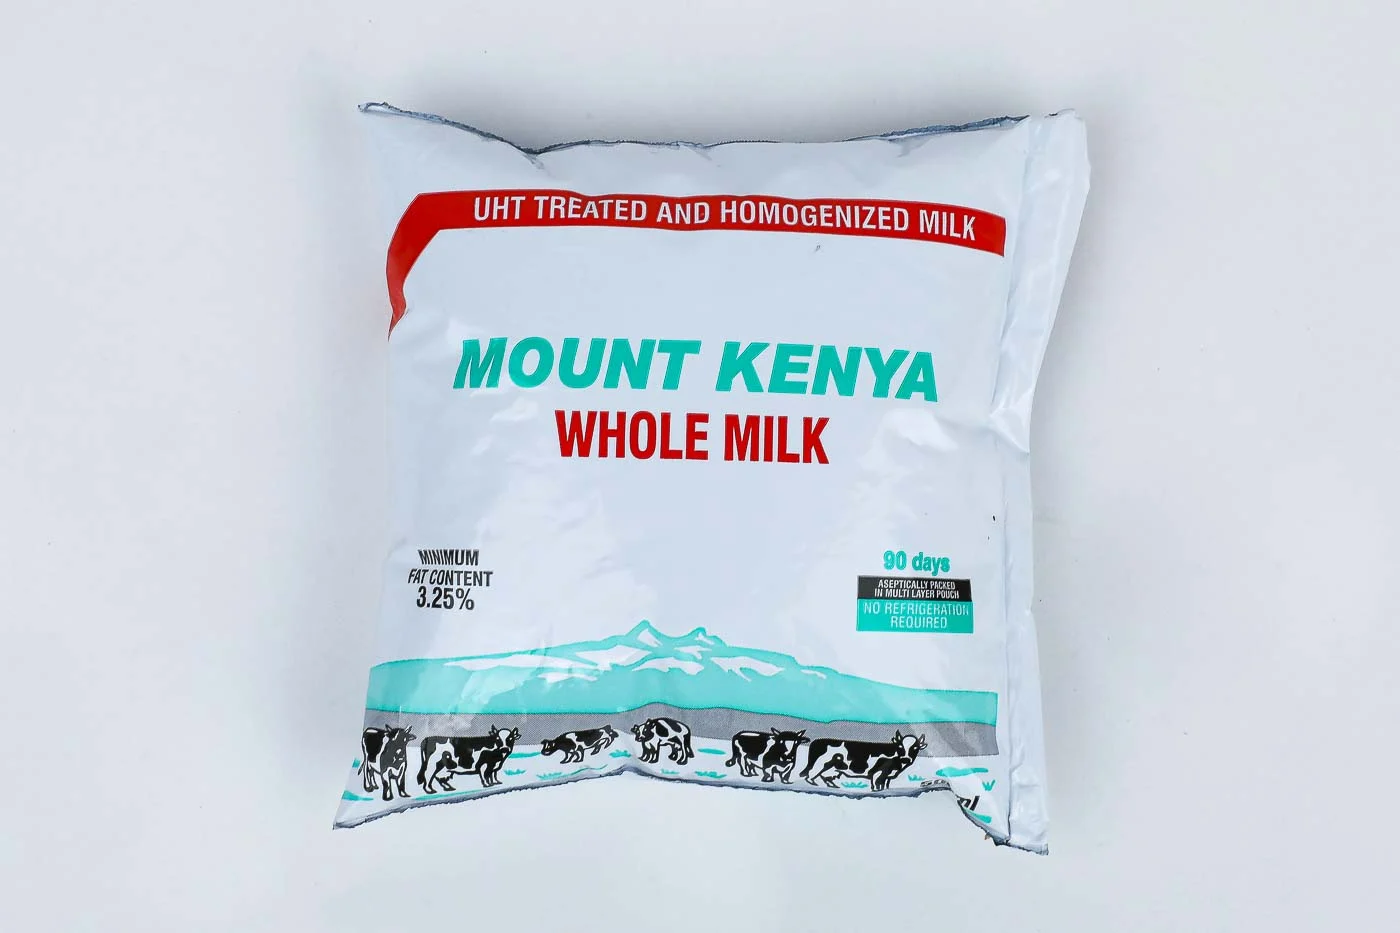 UHT TREATED AND HOMOGENIZED MILK
MOUNT KENYA
WHOLE MILK
MINIMUM
FAT CONTENT
3.25%
90 days
ASEPTICALLY PACKED
IN MULTI LAYER POUCH
NO REFRIGERATION
REQUIRED
ml